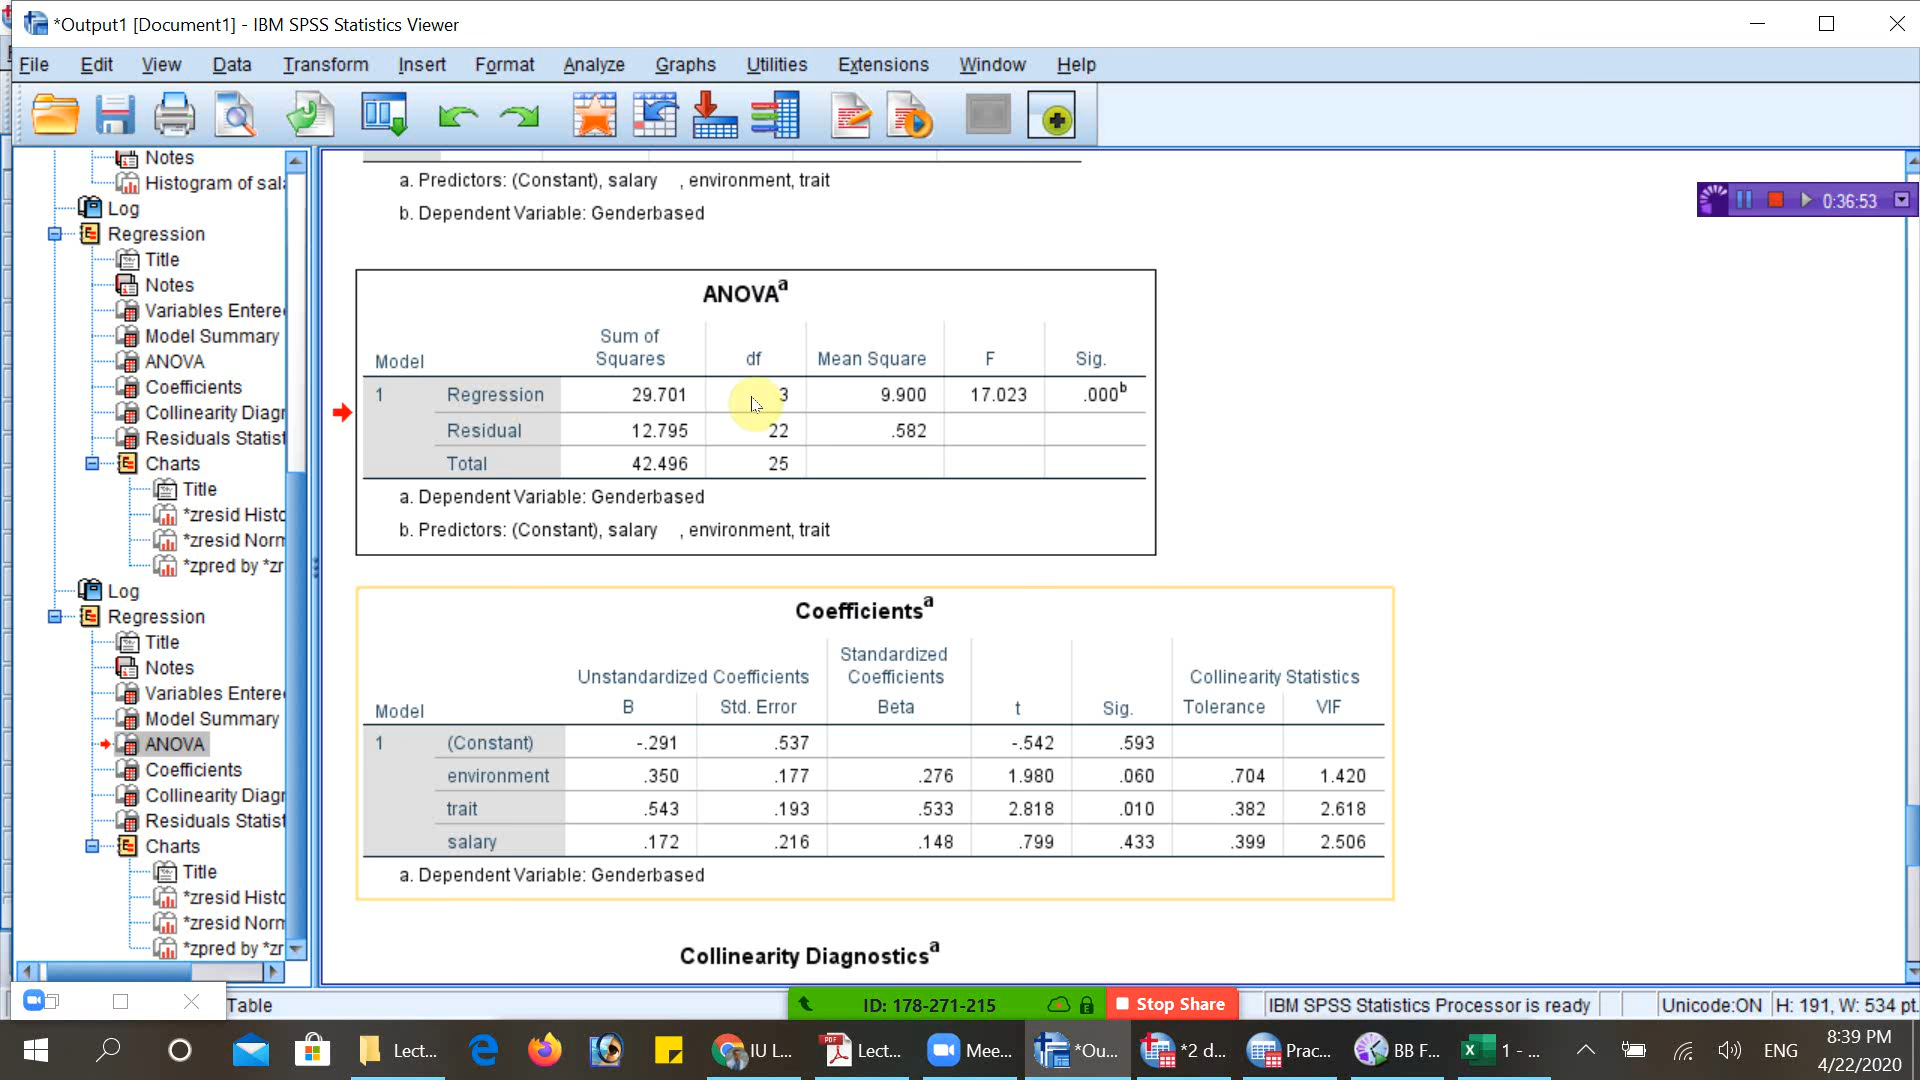 *Output1 [Document1] - IBM SPSS Statistics Viewer
File Edit View Data Transform Insert Format Analyze Graphs Utilities Extensions Window Help
Notes
Histogram of sal
Log
Regression
Title
Notes
Variables Entere
Model Summary
ANOVA
Coefficients
Collinearity Diagr
Residuals Statist
Charts
Title
*zresid Histo
*zresid Norm
*zpred by *zr
Log
Regression
Title
Notes
Variables Entere
Model Summary
ANOVA
Coefficients
Collinearity Diagr
Residuals Statist
Charts
Title
*zresid Histo
*zresid Norm
*zpred by *zr
a. Predictors: (Constant), salary , environment, trait
b. Dependent Variable: Genderbased
0:36:53
ANOVAa
Model Sum of Squares df Mean Square F Sig.
1 Regression 29.701 3 9.900 17.023 .000b
Residual 12.795 22 .582
Total 42.496 25
a. Dependent Variable: Genderbased
b. Predictors: (Constant), salary , environment, trait
Coefficientsa
Unstandardized Coefficients Standardized Coefficients Collinearity Statistics
Model B Std. Error Beta t Sig. Tolerance VIF
1 (Constant) -.291 .537 -.542 .593
environment .350 .177 .276 1.980 .060 .704 1.420
trait .543 .193 .533 2.818 .010 .382 2.618
salary .172 .216 .148 .799 .433 .399 2.506
a. Dependent Variable: Genderbased
Collinearity Diagnosticsa
Table ID: 178-271-215 Stop Share IBM SPSS Statistics Processor is ready Unicode:ON H: 191, W: 534 pt.
Lect... IU L... PDF Lect... Mee... *Ou... *2 d... Prac... BB F... 1 - ... ENG 8:39 PM
4/22/2020